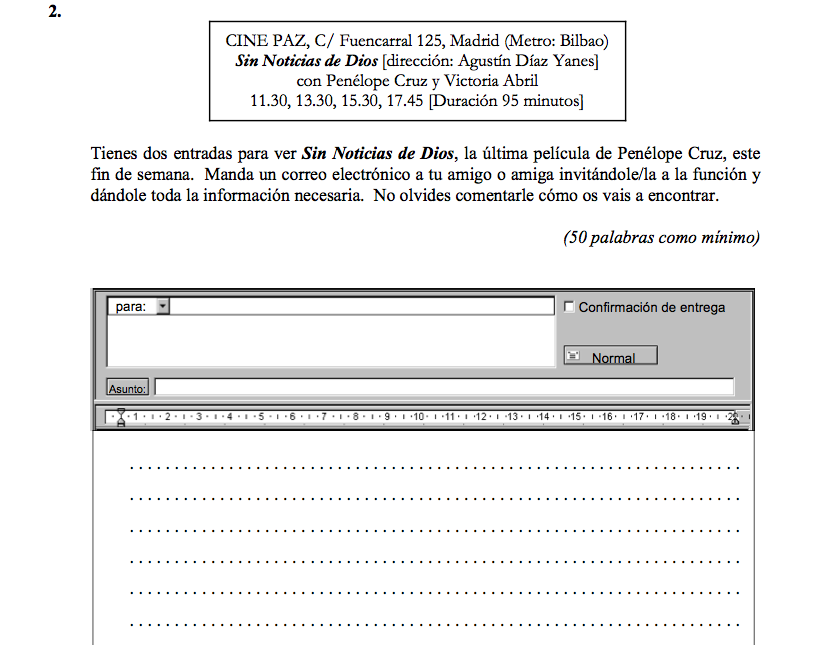 2.
CINE PAZ, C/ Fuencarral 125, Madrid (Metro: Bilbao)
Sin Noticias de Dios [dirección: Agustín Díaz Yanes]
con Penélope Cruz y Victoria Abril
11.30, 13.30, 15.30, 17.45 [Duración 95 minutos]
Tienes dos entradas para ver Sin Noticias de Dios, la última película de Penélope Cruz, este
fin de semana. Manda un correo electrónico a tu amigo o amiga invitándole/la a la función y
dándole toda la información necesaria. No olvides comentarle cómo os vais a encontrar.
(50 palabras como mínimo)
para:
Confirmación de entrega
Normal
Asunto:
1 2 3 4 5 6 7 8 9 10 11 12 13 14 15 16 17 18 19